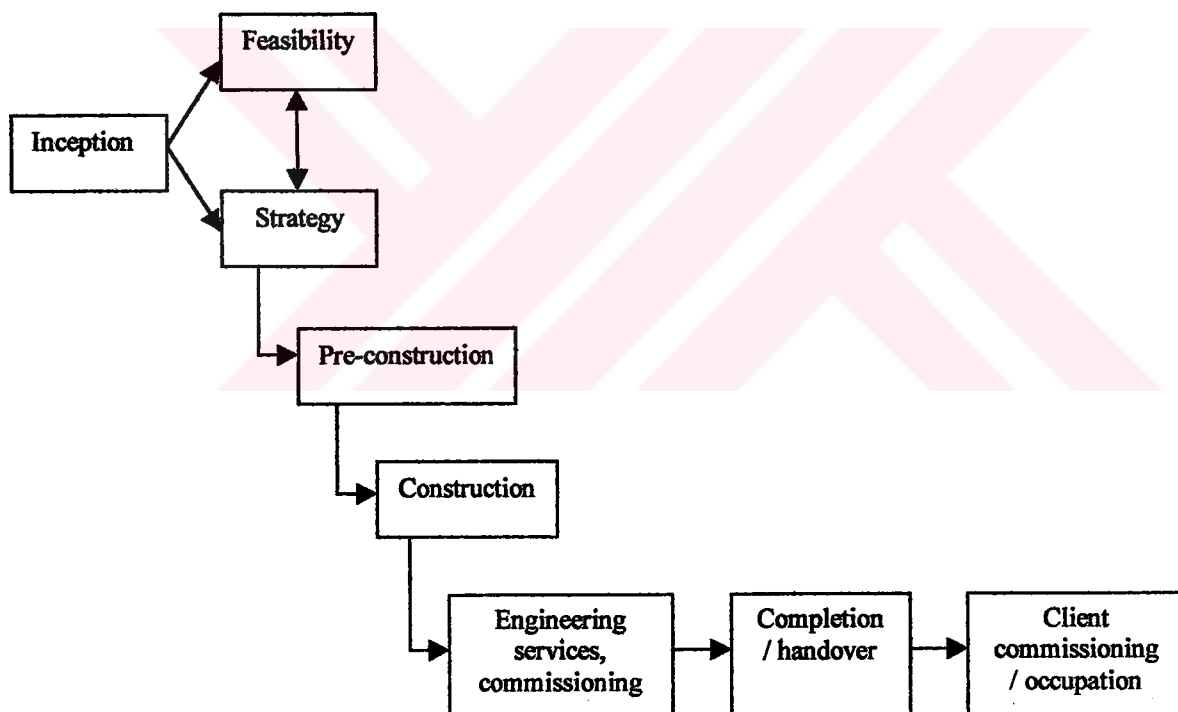 Feasibility
Inception
Strategy
Pre-construction
Construction
Engineering
services,
commissioning
Completion
/ handover
Client
commissioning
/ occupation